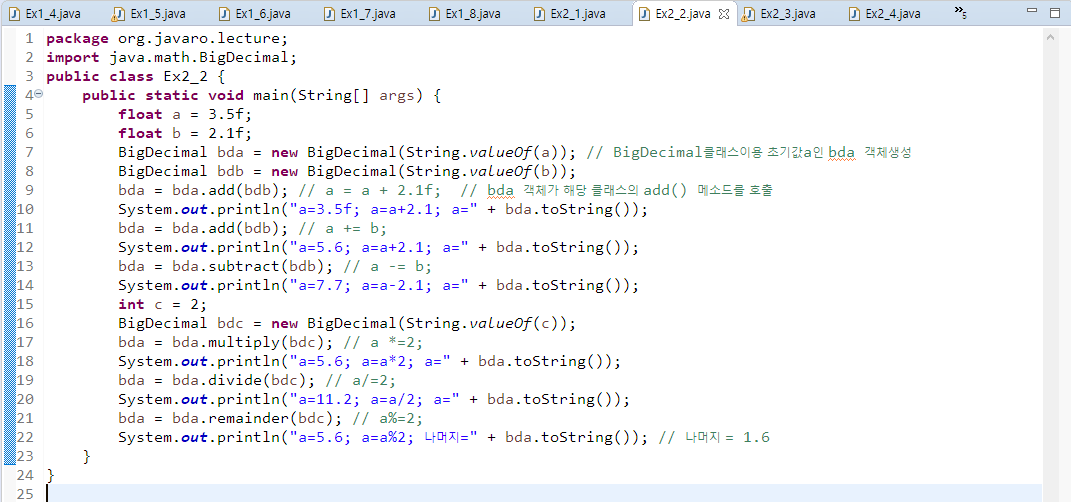 Ex1_4.java Ex1_5.java Ex1_6.java Ex1_7.java Ex1_8.java Ex2_1.java Ex2_2.java Ex2_3.java Ex2_4.java »5
1 package org.javaro.lecture;
2 import java.math.BigDecimal;
3 public class Ex2_2 {
4     public static void main(String[] args) {
5         float a = 3.5f;
6         float b = 2.1f;
7         BigDecimal bda = new BigDecimal(String.valueOf(a)); // BigDecimal클래스이용 초기값a인 bda 객체생성
8         BigDecimal bdb = new BigDecimal(String.valueOf(b));
9         bda = bda.add(bdb); // a = a + 2.1f;  // bda 객체가 해당 클래스의 add() 메소드를 호출
10         System.out.println("a=3.5f; a=a+2.1; a=" + bda.toString());
11         bda = bda.add(bdb); // a += b;
12         System.out.println("a=5.6; a=a+2.1; a=" + bda.toString());
13         bda = bda.subtract(bdb); // a -= b;
14         System.out.println("a=7.7; a=a-2.1; a=" + bda.toString());
15         int c = 2;
16         BigDecimal bdc = new BigDecimal(String.valueOf(c));
17         bda = bda.multiply(bdc); // a *=2;
18         System.out.println("a=5.6; a=a*2; a=" + bda.toString());
19         bda = bda.divide(bdc); // a/=2;
20         System.out.println("a=11.2; a=a/2; a=" + bda.toString());
21         bda = bda.remainder(bdc); // a%=2;
22         System.out.println("a=5.6; a=a%2; 나머지=" + bda.toString()); // 나머지 = 1.6
23     }
24 }
25